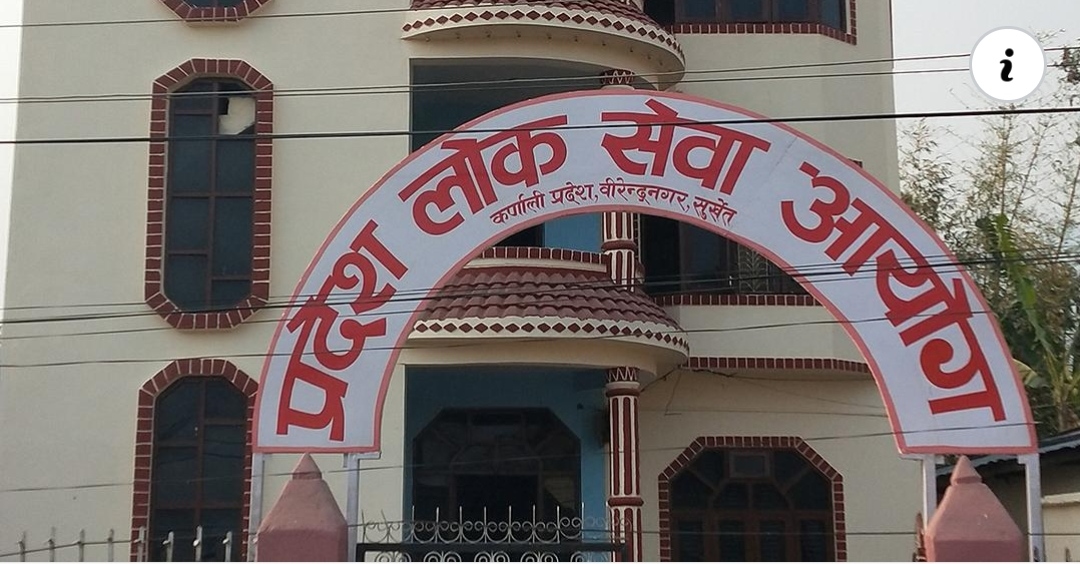 प्रदेश लोक सेवा आयोग
कर्णाली प्रदेश, वीरेन्द्रनगर, सुर्खेत